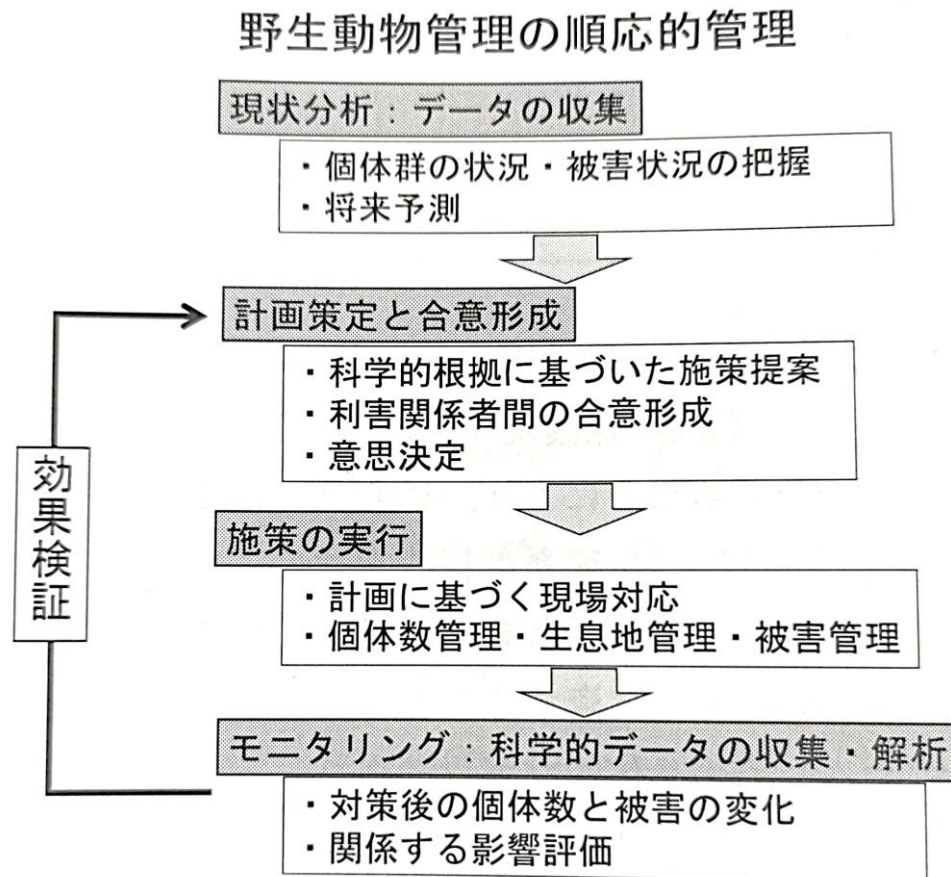 野生動物管理の順応的管理
現状分析：データの収集
・個体群の状況・被害状況の把握
・将来予測
計画策定と合意形成
・科学的根拠に基づいた施策提案
・利害関係者間の合意形成
・意思決定
効果検証
施策の実行
・計画に基づく現場対応
・個体数管理・生息地管理・被害管理
モニタリング：科学的データの収集・解析
・対策後の個体数と被害の変化
・関係する影響評価